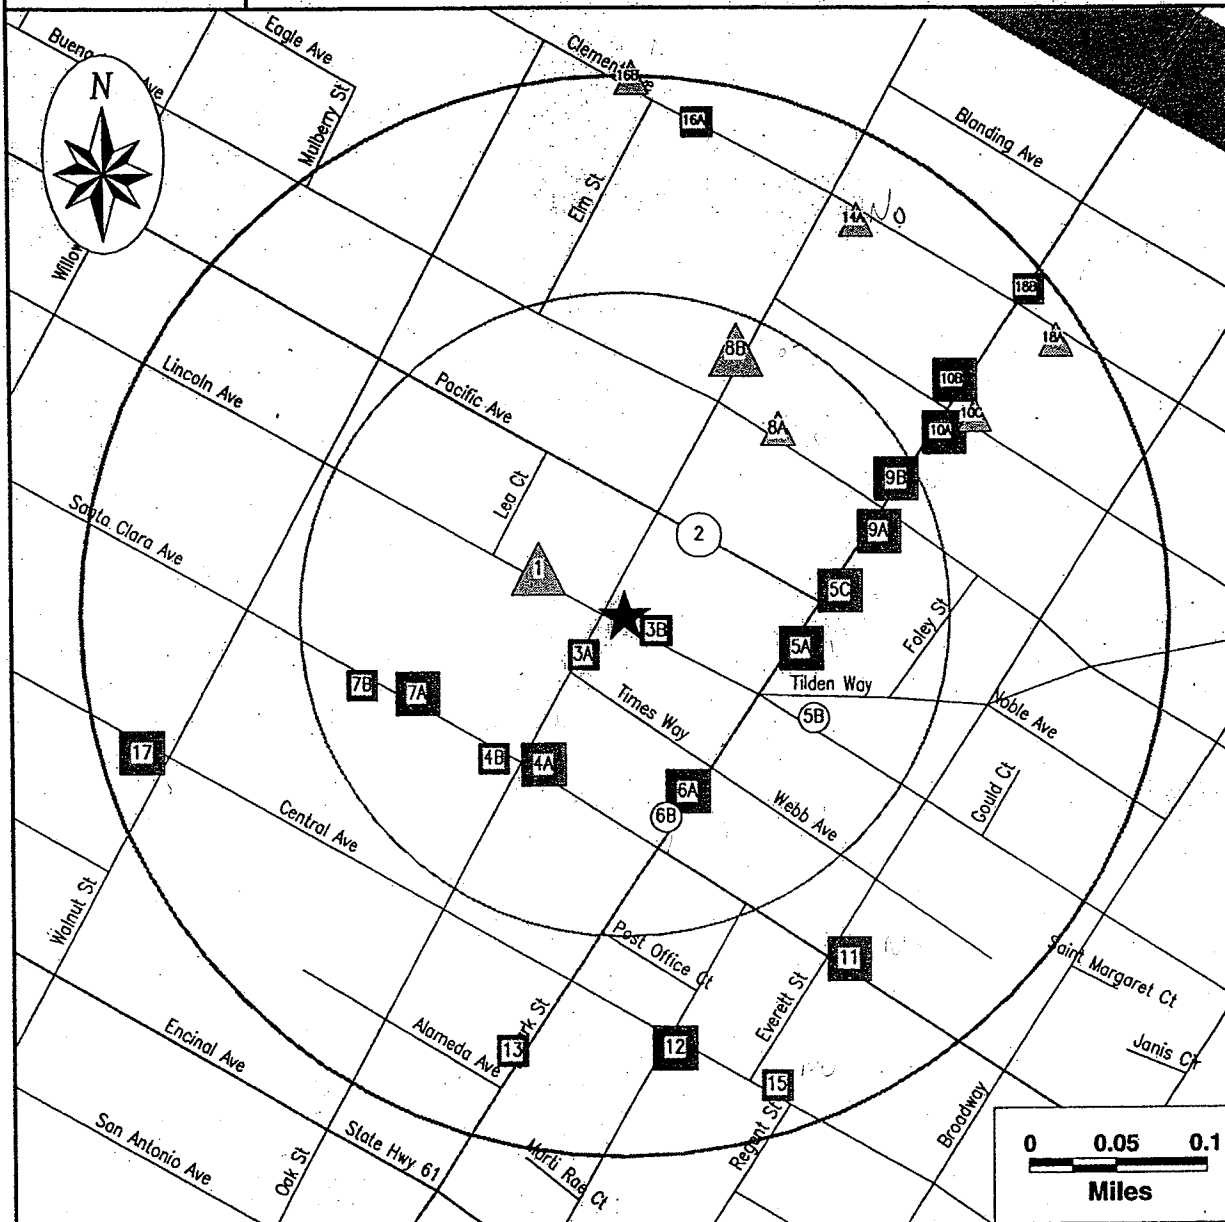 Eagle Ave
Buena
Ave
N
Mulberry St
16B
16A
Blanding Ave
Elm St
14A
No
18B
18A
8B
10B
10C
10A
8A
Lincoln Ave
Pacific Ave
9B
Lea Ct
9A
2
Santa Clara Ave
1
5C
3B
Foley St
3A
5A
7B
7A
Tilden Way
Times Way
5B
Noble Ave
17
4B
4A
6A
6B
Gould Ct
Central Ave
Webb Ave
Walnut St
Post Office Ct
11
Saint Margaret Ct
Everett St
Encinal Ave
Alameda Ave
13
12
Janis Ct
15
San Antonio Ave
State Hwy 61
Oak St
Marti Rae Ct
Regent St
Broadway
0 0.05 0.1
Miles